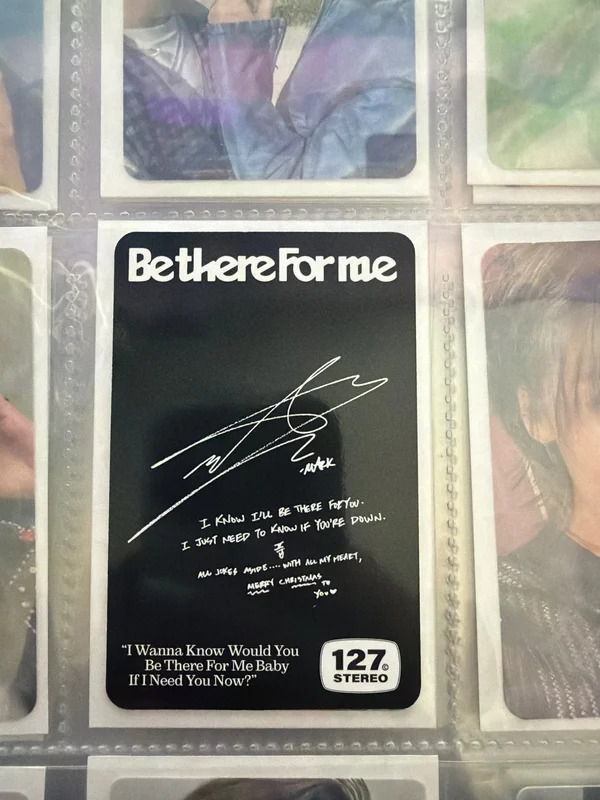 Be there For me
-MARK
I KNOW I'LL BE THERE FOR YOU.
I JUST NEED TO KNOW IF YOU'RE DOWN.
ALL JOKES ASIDE.... WITH ALL MY HEART,
MERRY CHRISTMAS TO
YOU♥
"I Wanna Know Would You
Be There For Me Baby
If I Need You Now?"
127©
STEREO